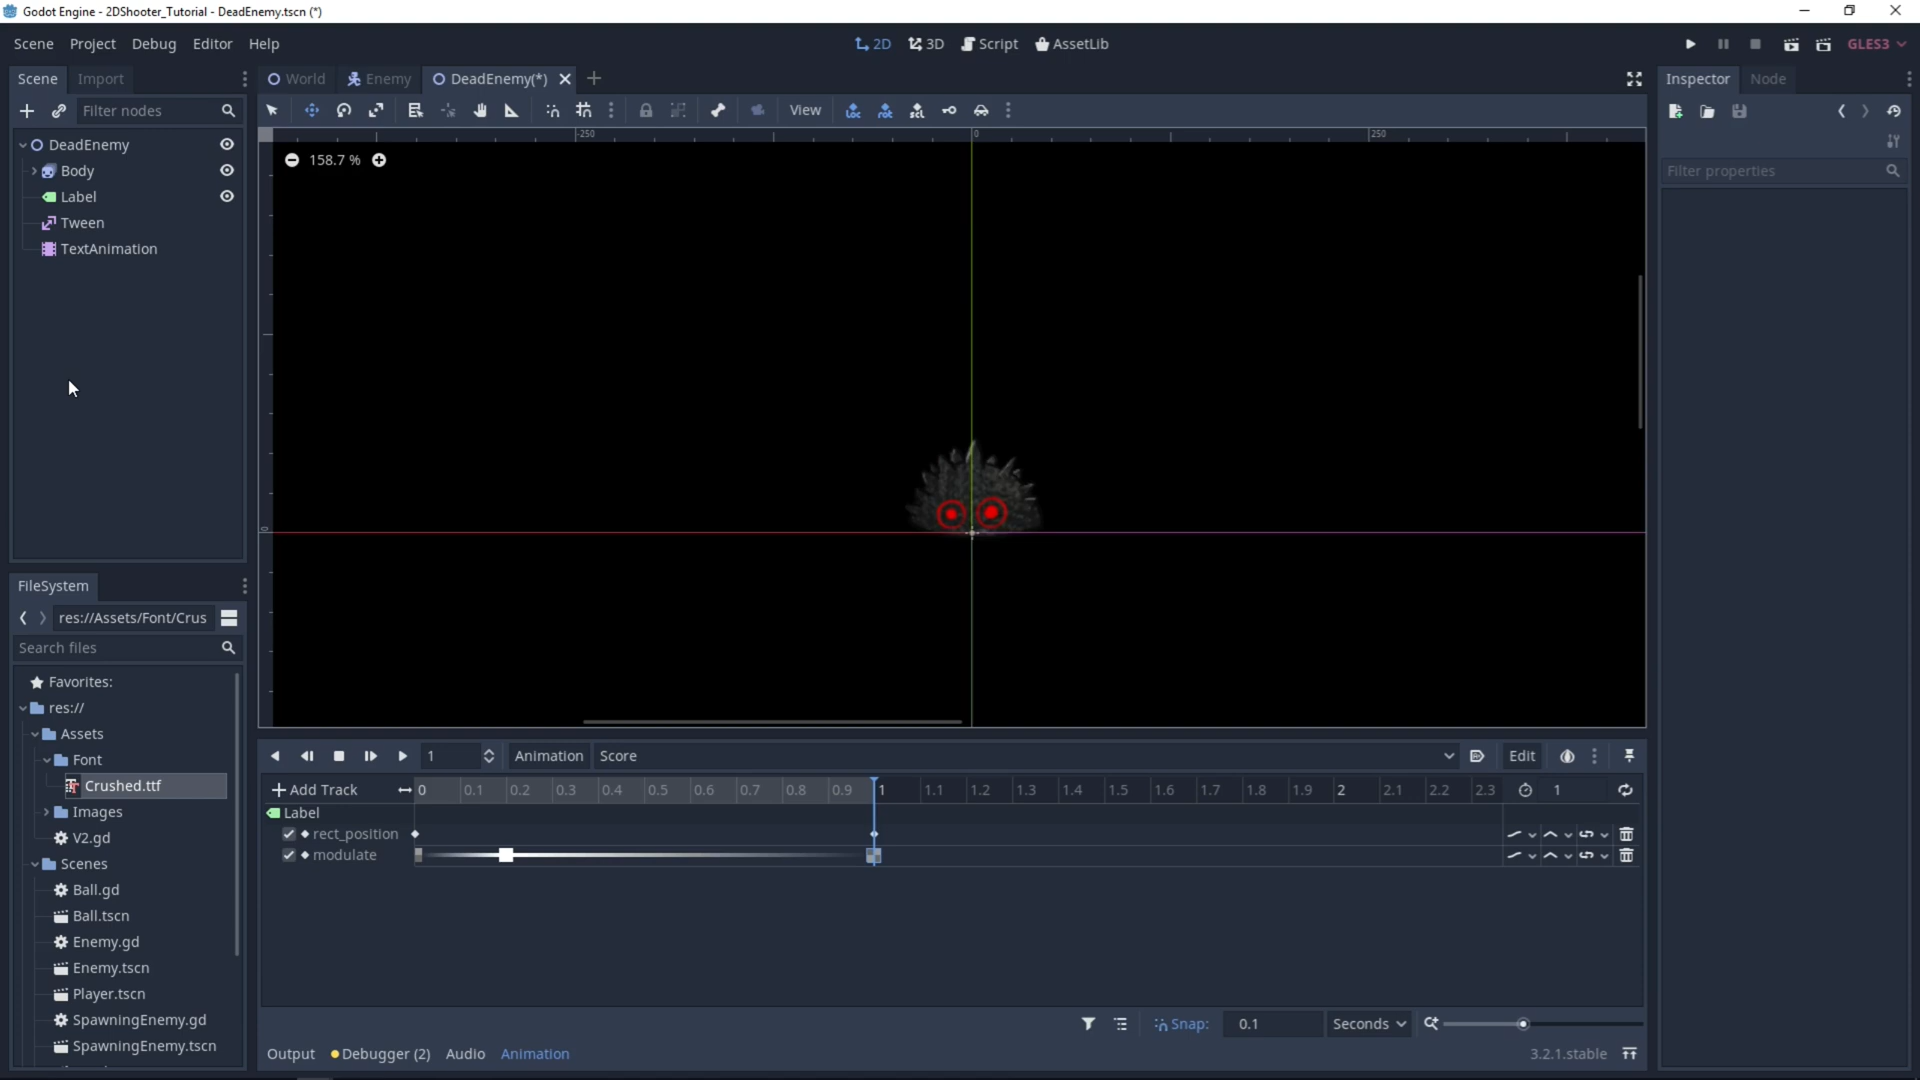 Godot Engine - 2DShooter_Tutorial - DeadEnemy.tscn (*)
Scene Project Debug Editor Help
2D 3D Script AssetLib
GLES3
Scene Import
World Enemy DeadEnemy(*)
Inspector Node
Filter nodes
View
Filter properties
-250 0 250
158.7 %
0
DeadEnemy
Body
Label
Tween
TextAnimation
FileSystem
res://Assets/Font/Crus
Search files
Favorites:
res://
Assets
Font
Crushed.ttf
Images
V2.gd
Scenes
Ball.gd
Ball.tscn
Enemy.gd
Enemy.tscn
Player.tscn
SpawningEnemy.gd
SpawningEnemy.tscn
1 Animation Score Edit
Add Track 0 0.1 0.2 0.3 0.4 0.5 0.6 0.7 0.8 0.9 1 1.1 1.2 1.3 1.4 1.5 1.6 1.7 1.8 1.9 2 2.1 2.2 2.3 1
Label
rect_position
modulate
Snap: 0.1 Seconds
Output Debugger (2) Audio Animation 3.2.1.stable